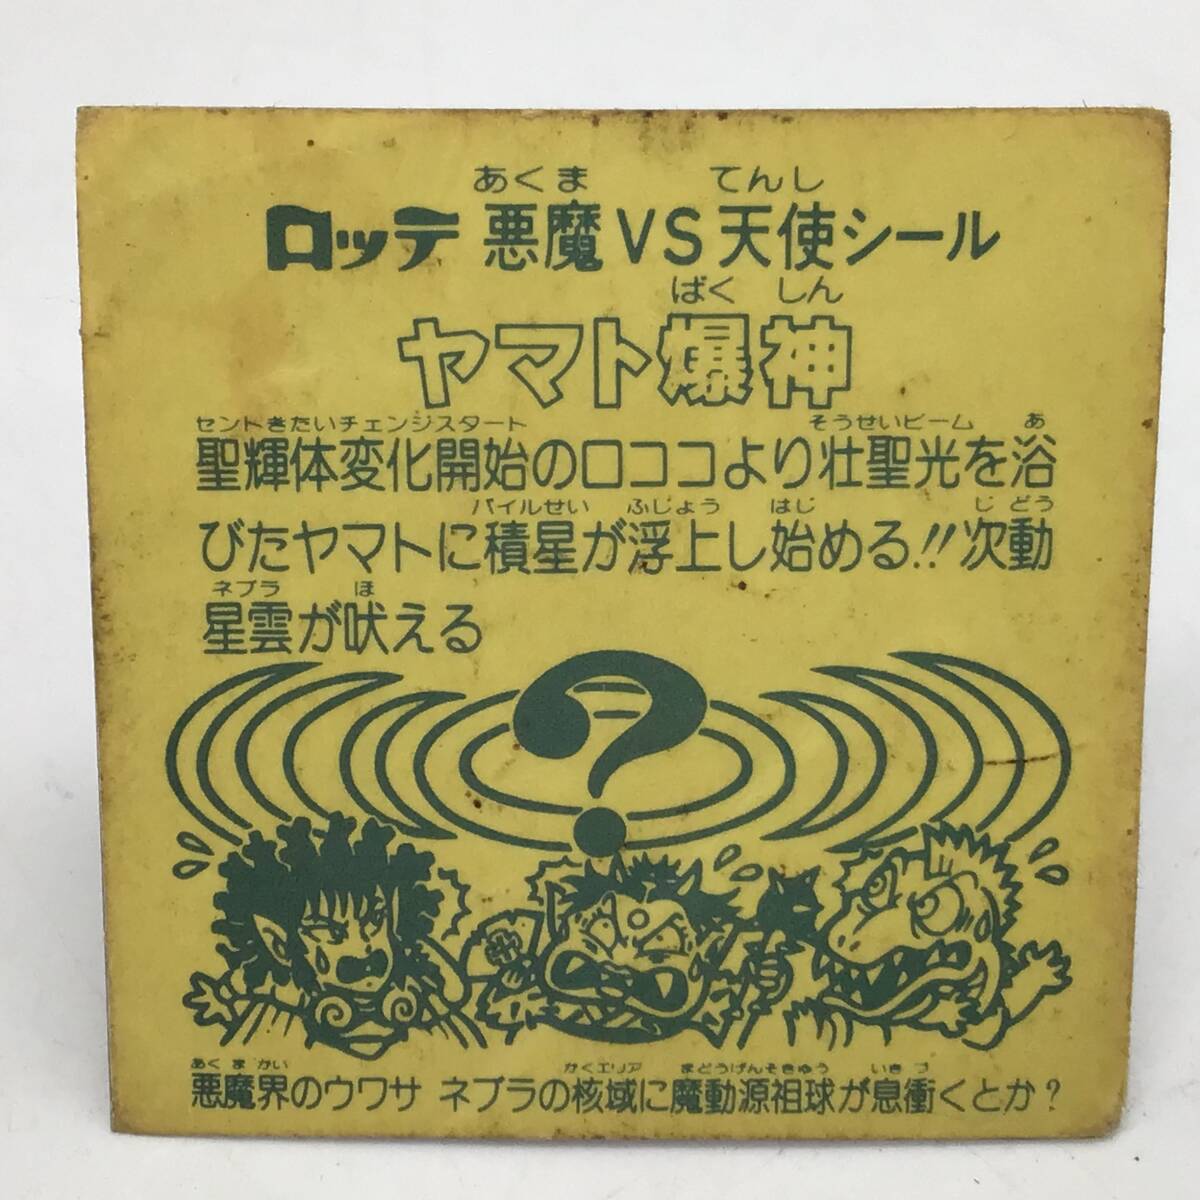 あくま てんし
ロッテ 悪魔VS天使シール
ばく しん
ヤマト爆神
セントきたいチェンジスタート そうせいビーム あ
聖輝体変化開始のロココより壮聖光を浴
パイルせい ふじょう はじ じ どう
びたヤマトに積星が浮上し始める!!次動
ネブラ ほ
星雲が吠える
?
あく ま かい かくエリア まどうげんそきゅう いき づ
悪魔界のウワサ ネブラの核域に魔動源祖球が息衝くとか?